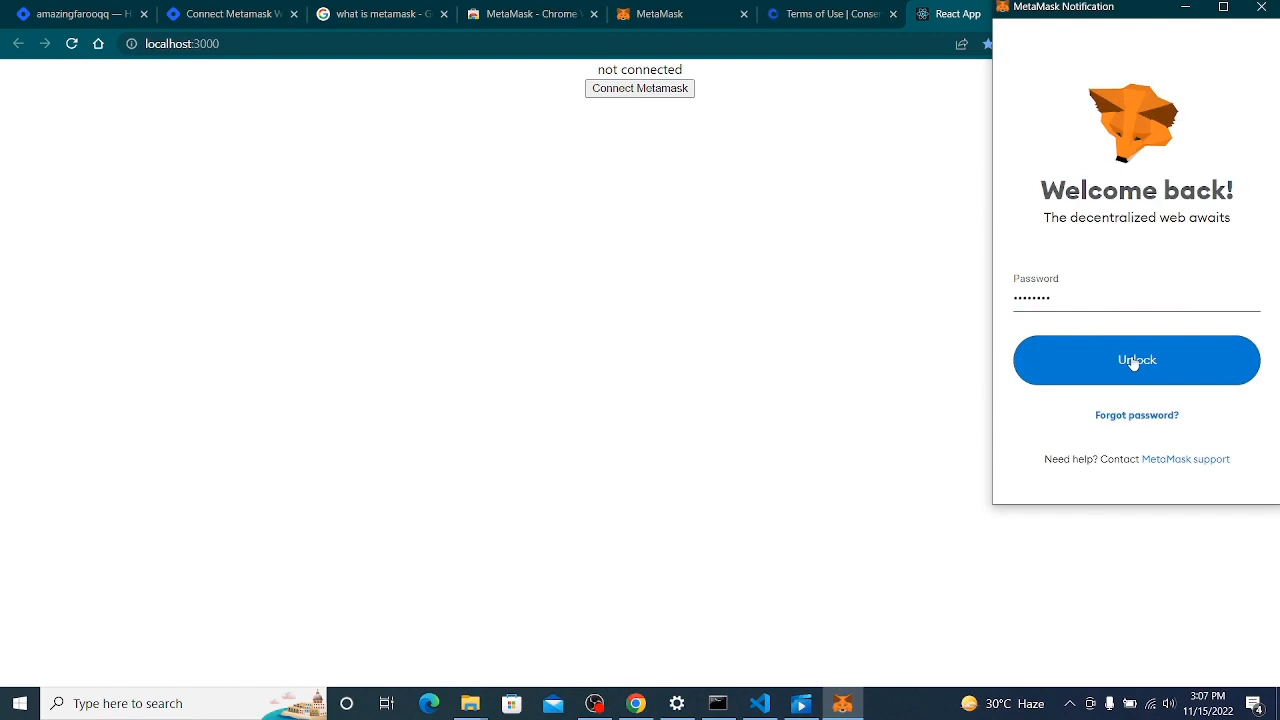 amazingfarooqq — H
Connect Metamask W
what is metamask - G
MetaMask - Chrome
MetaMask
Terms of Use | Consen
React App
MetaMask Notification
localhost:3000
not connected
Connect Metamask
Welcome back!
The decentralized web awaits
Password
Unlock
Forgot password?
Need help? Contact MetaMask support
Type here to search
30°C Haze
3:07 PM
11/15/2022
4